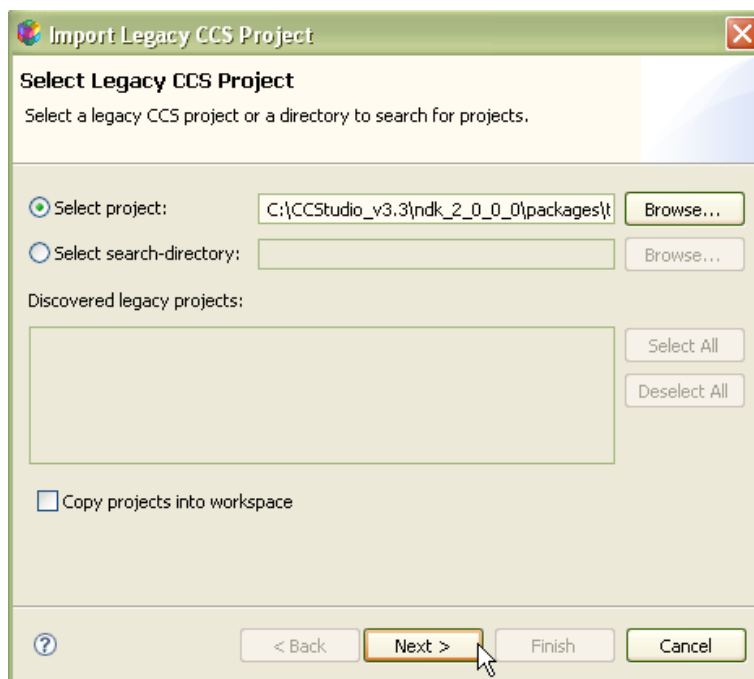 Import Legacy CCS Project
Select Legacy CCS Project
Select a legacy CCS project or a directory to search for projects.
Select project: C:\CCStudio_v3.3\ndk_2_0_0_0\packages\t Browse...
Select search-directory: Browse...
Discovered legacy projects:
Select All
Deselect All
Copy projects into workspace
? < Back Next > Finish Cancel